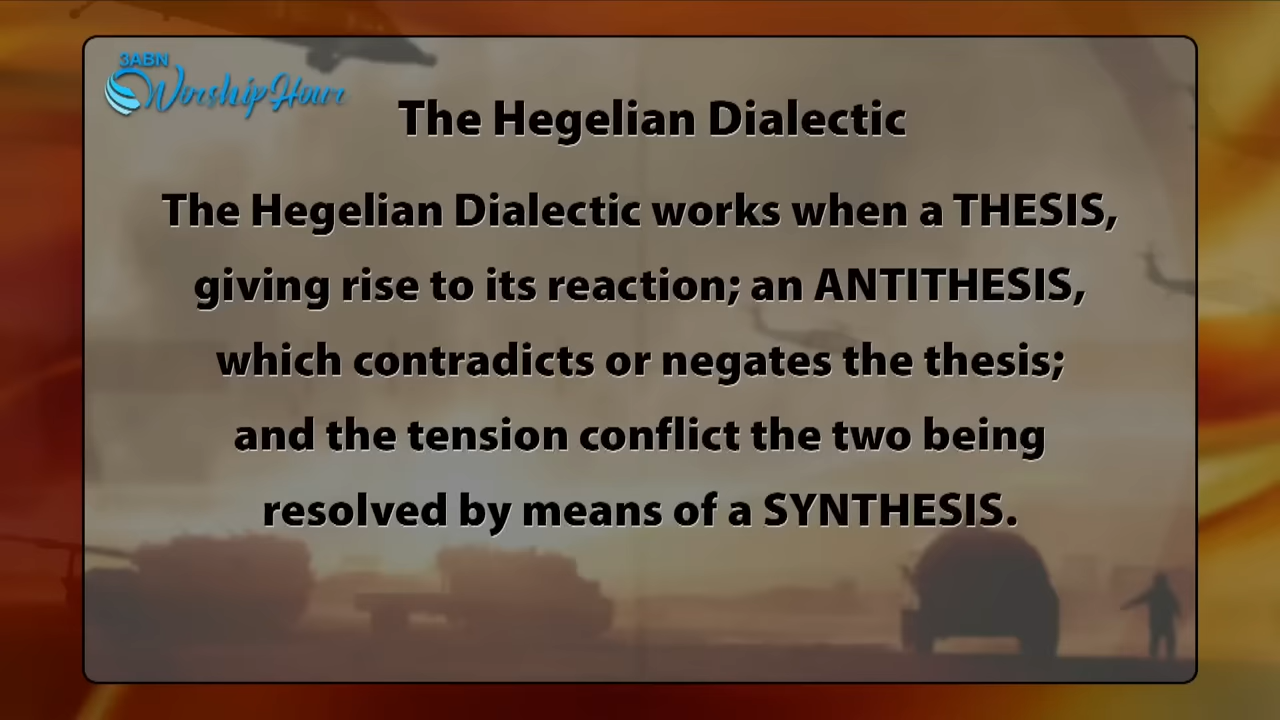 3ABN
Worship Hour
The Hegelian Dialectic
The Hegelian Dialectic works when a THESIS,
giving rise to its reaction; an ANTITHESIS,
which contradicts or negates the thesis;
and the tension conflict the two being
resolved by means of a SYNTHESIS.